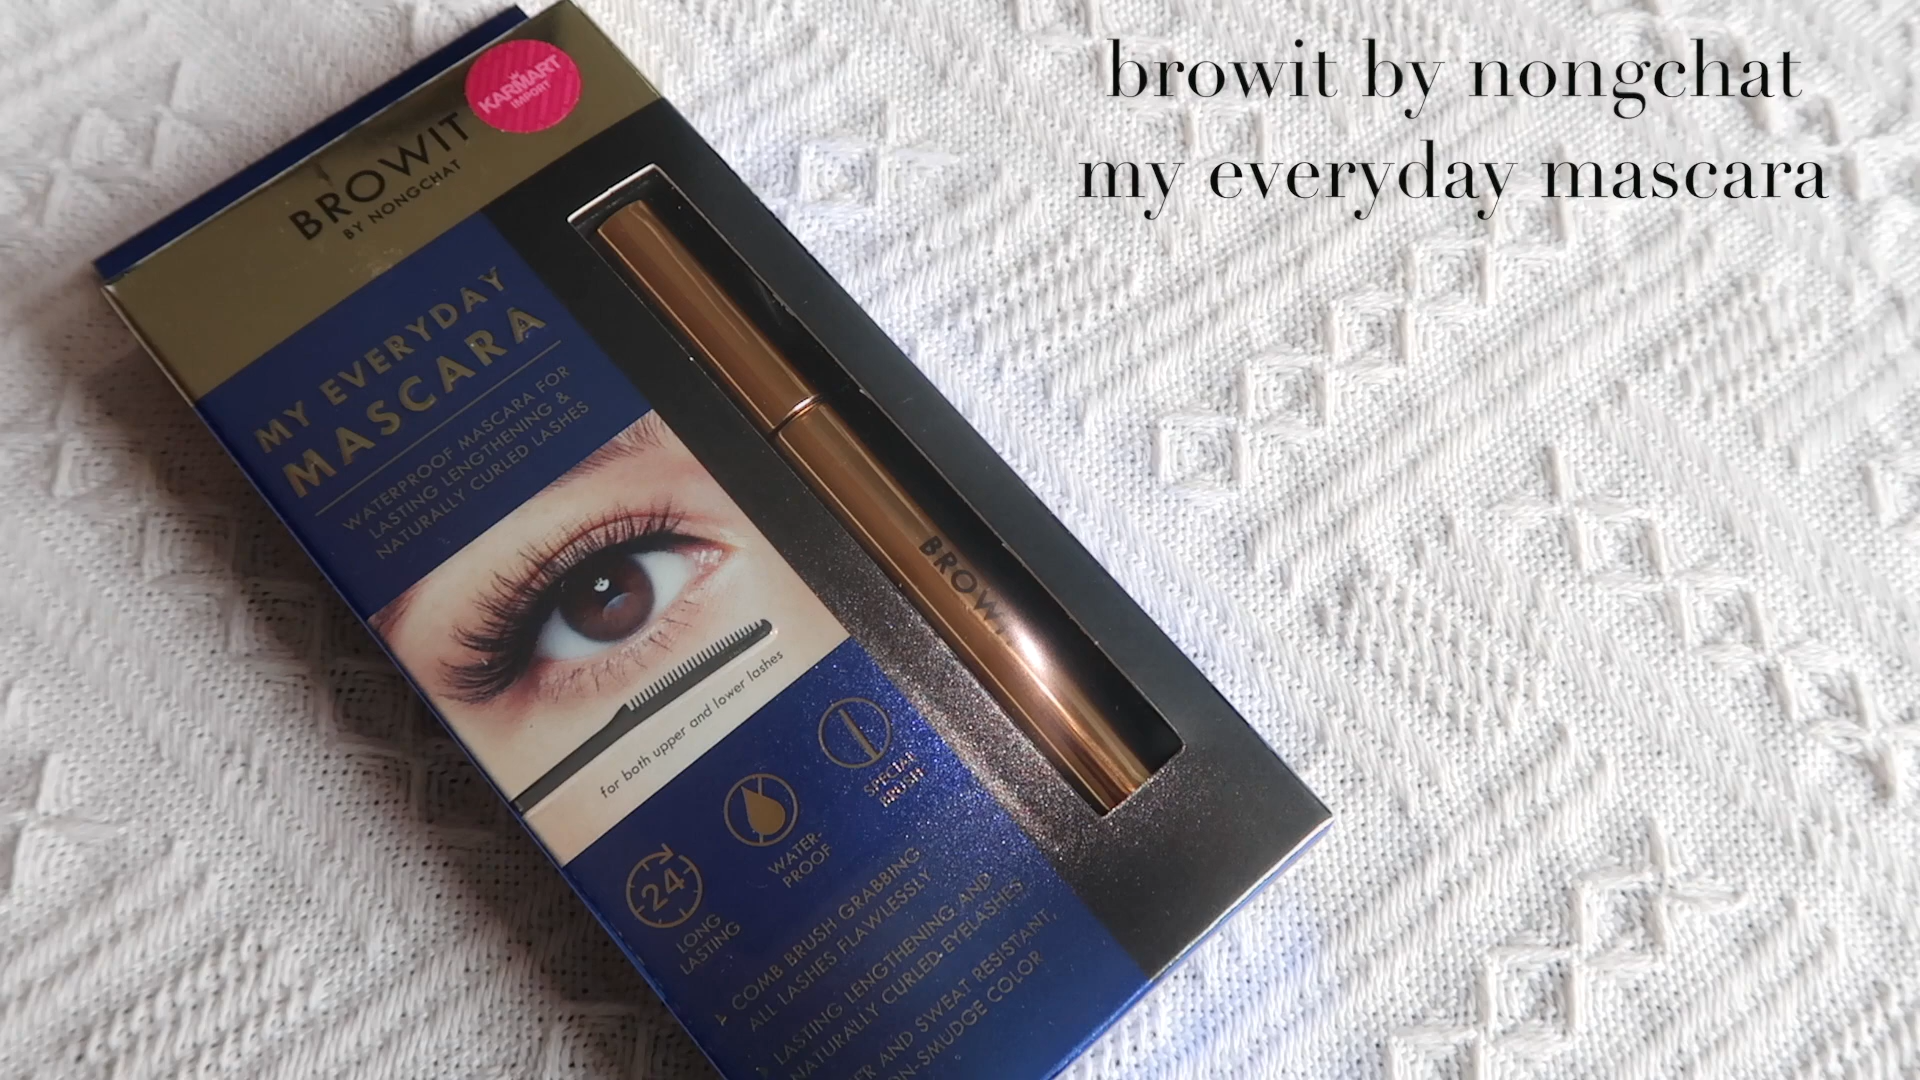 browit by nongchat
my everyday mascara
KARMART
IMPORT
BROWIT
BY NONGCHAT
MY EVERYDAY
MASCARA
WATERPROOF MASCARA FOR
LASTING LENGTHENING &
NATURALLY CURLED LASHES
for both upper and lower lashes
24
LONG
LASTING
WATER-
PROOF
SPECIAL
BRUSH
COMB BRUSH GRABBING
ALL LASHES FLAWLESSLY
LASTING LENGTHENING AND
NATURALLY CURLED EYELASHES
AND SWEAT RESISTANT,
SMUDGE COLOR
BROWIT